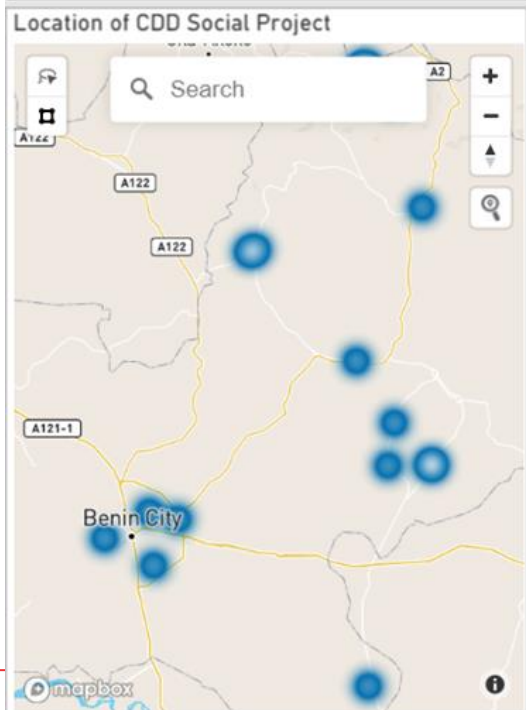 Location of CDD Social Project
Search
A2
A122
A122
A122
A121-1
Benin City
mapbox